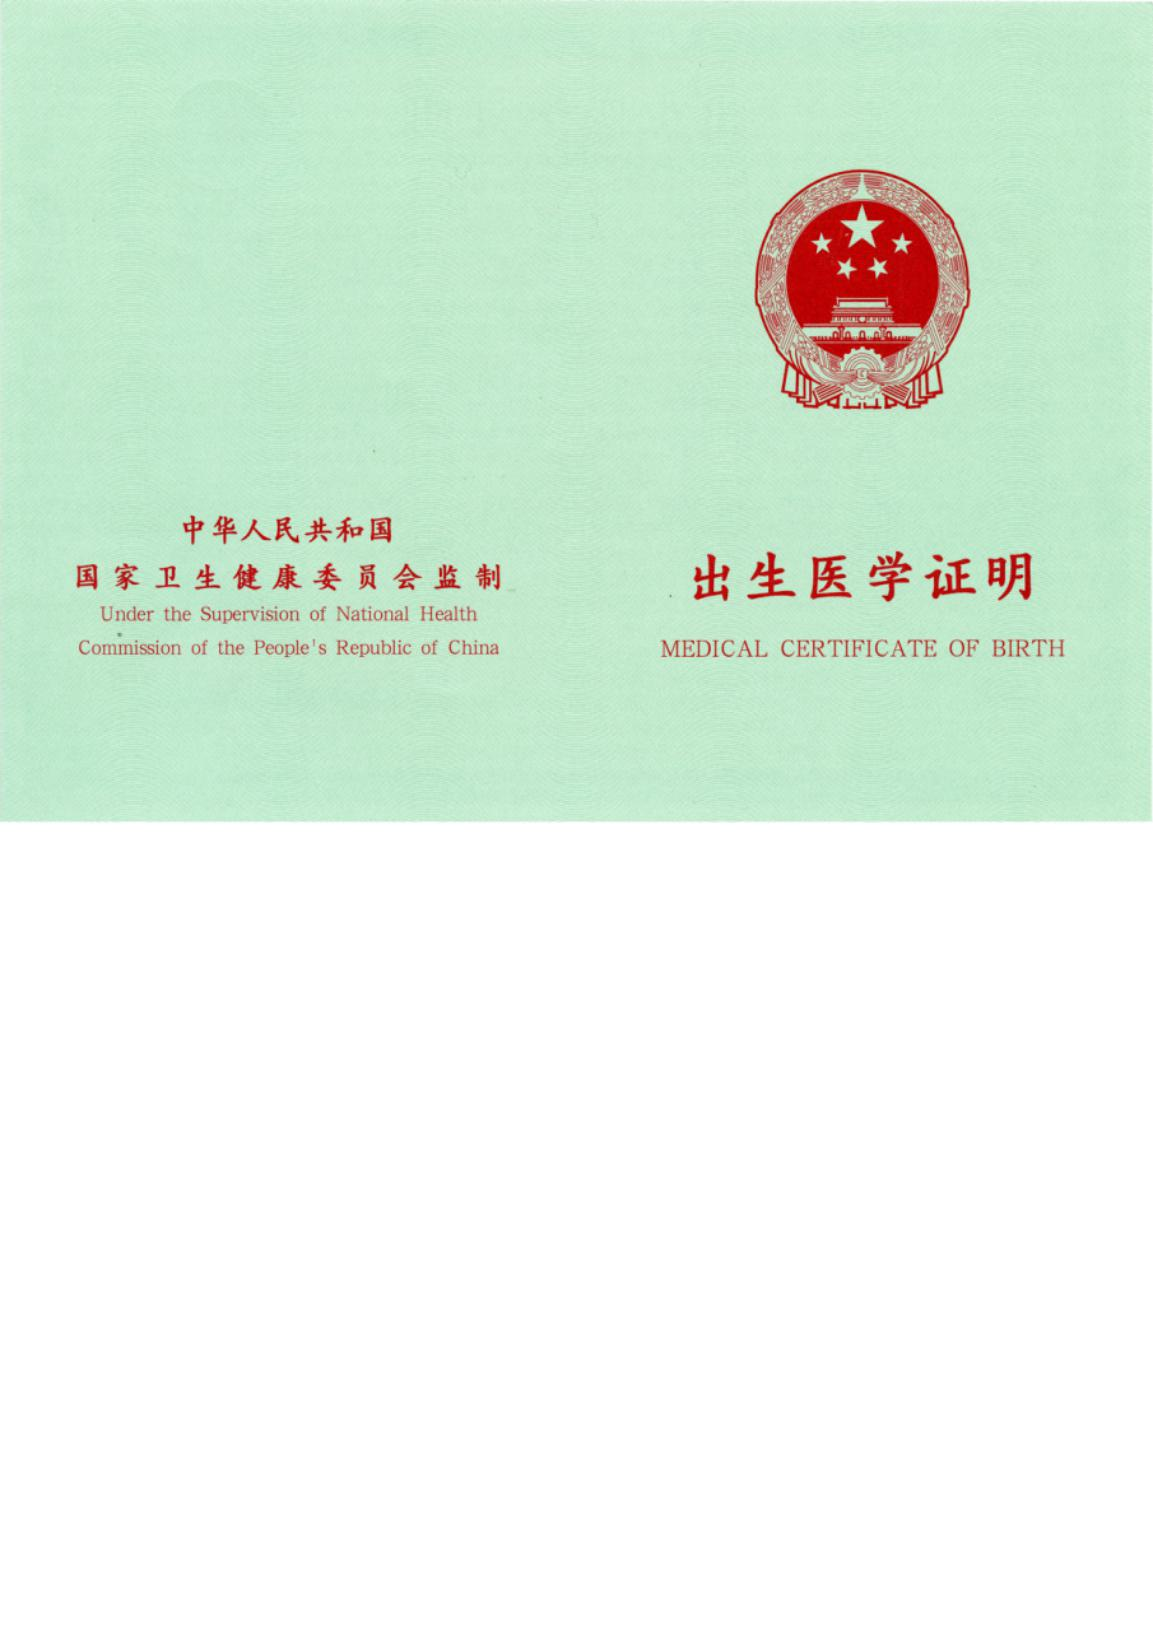 中华人民共和国
国家卫生健康委员会监制
Under the Supervision of National Health
Commission of the People's Republic of China
出生医学证明
MEDICAL CERTIFICATE OF BIRTH